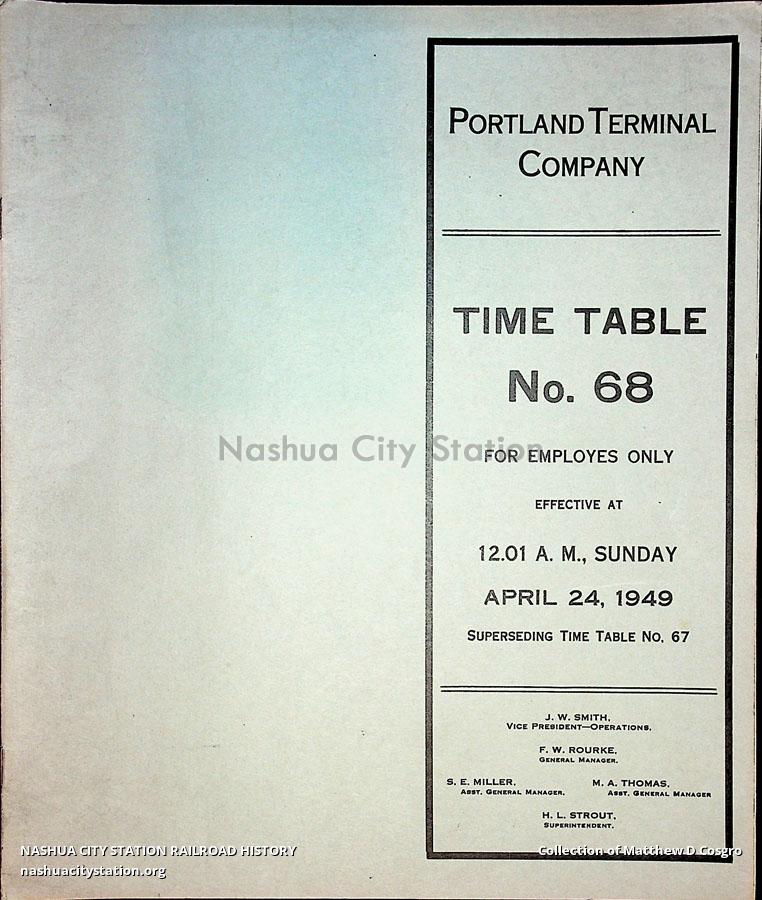 PORTLAND TERMINAL
COMPANY
TIME TABLE
No. 68
FOR EMPLOYES ONLY
EFFECTIVE AT
12.01 A. M., SUNDAY
APRIL 24, 1949
SUPERSEDING TIME TABLE NO. 67
J. W. SMITH,
VICE PRESIDENT—OPERATIONS.
F. W. ROURKE,
GENERAL MANAGER.
S. E. MILLER,
ASST. GENERAL MANAGER.
M. A. THOMAS,
ASST. GENERAL MANAGER
H. L. STROUT,
SUPERINTENDENT.
Nashua City Station
NASHUA CITY STATION RAILROAD HISTORY
nashuacitystation.org
Collection of Matthew D Cosgro